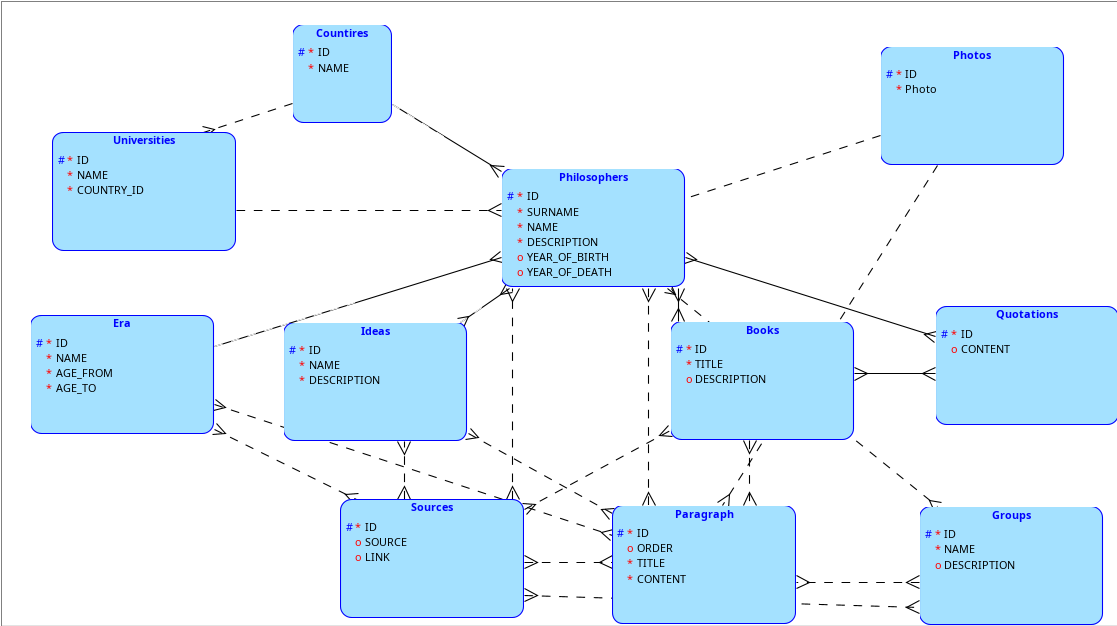 Countires
# * ID
* NAME
Photos
# * ID
* Photo
Universities
# * ID
* NAME
* COUNTRY_ID
Philosophers
# * ID
* SURNAME
* NAME
* DESCRIPTION
o YEAR_OF_BIRTH
o YEAR_OF_DEATH
Era
# * ID
* NAME
* AGE_FROM
* AGE_TO
Ideas
# * ID
* NAME
* DESCRIPTION
Books
# * ID
* TITLE
o DESCRIPTION
Quotations
# * ID
o CONTENT
Sources
# * ID
o SOURCE
o LINK
Paragraph
# * ID
o ORDER
* TITLE
* CONTENT
Groups
# * ID
* NAME
o DESCRIPTION